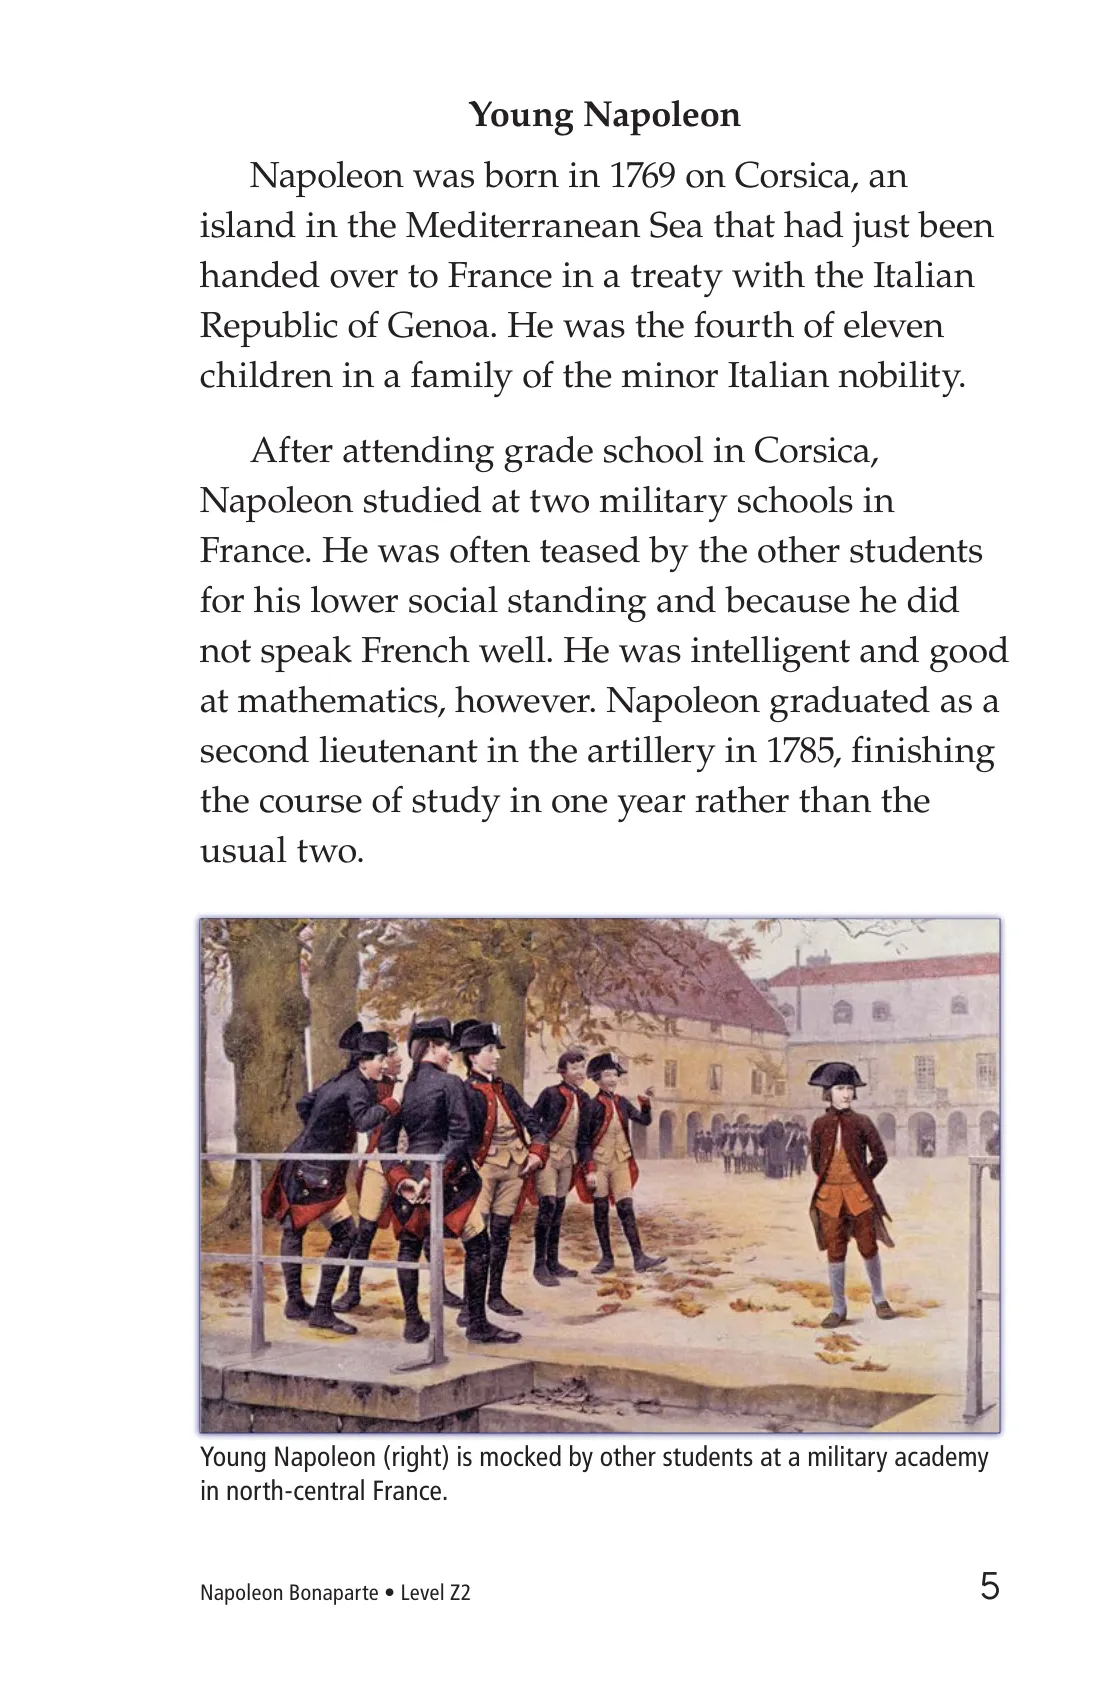 Young Napoleon
Napoleon was born in 1769 on Corsica, an
island in the Mediterranean Sea that had just been
handed over to France in a treaty with the Italian
Republic of Genoa. He was the fourth of eleven
children in a family of the minor Italian nobility.
After attending grade school in Corsica,
Napoleon studied at two military schools in
France. He was often teased by the other students
for his lower social standing and because he did
not speak French well. He was intelligent and good
at mathematics, however. Napoleon graduated as a
second lieutenant in the artillery in 1785, finishing
the course of study in one year rather than the
usual two.
Young Napoleon (right) is mocked by other students at a military academy
in north-central France.
Napoleon Bonaparte • Level Z2
5